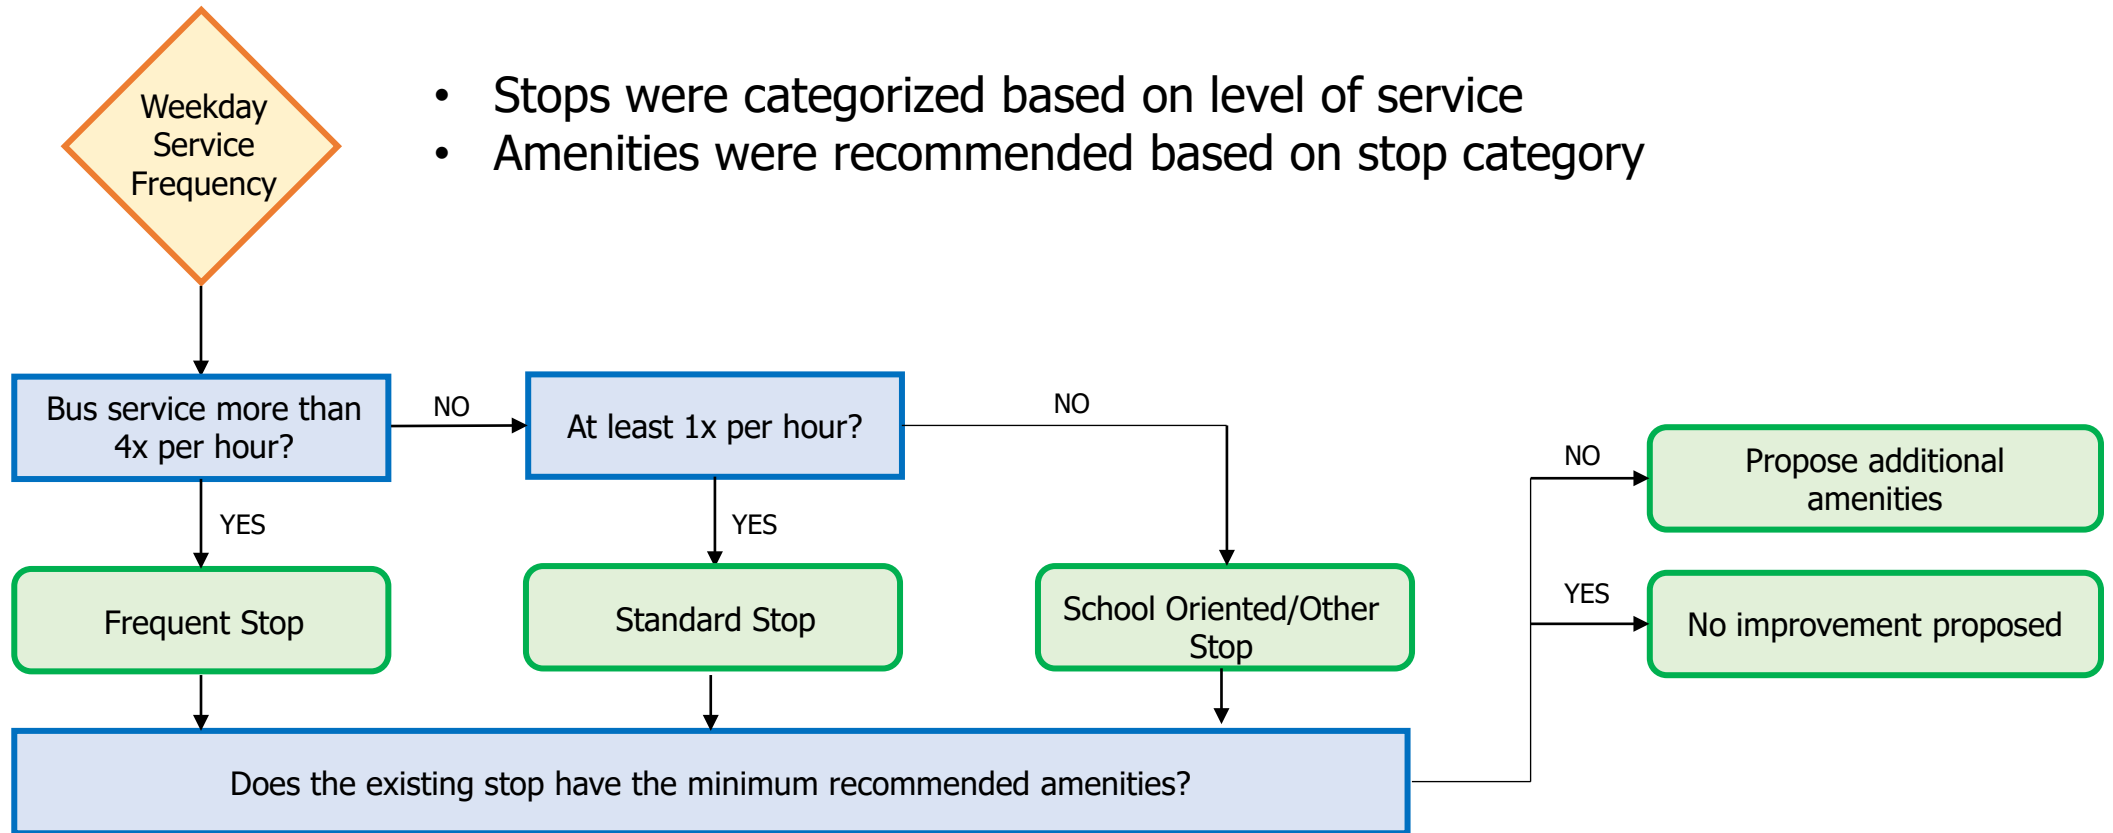 Weekday
Service
Frequency
• Stops were categorized based on level of service
• Amenities were recommended based on stop category
Bus service more than
4x per hour?
NO
At least 1x per hour?
NO
YES
YES
Frequent Stop
Standard Stop
School Oriented/Other
Stop
NO
Propose additional
amenities
YES
No improvement proposed
Does the existing stop have the minimum recommended amenities?